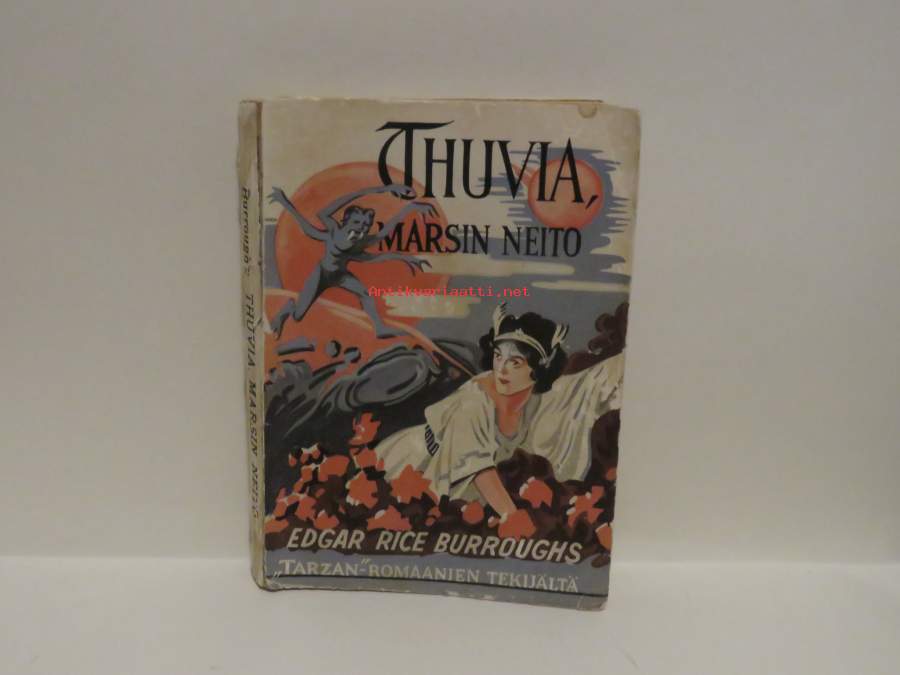 THUVIA,
MARSIN NEITO
Antikvariaatti.net
EDGAR RICE BURROUGHS
„TARZAN-"ROMAANIEN TEKIJÄLTÄ
Burroughs: THUVIA MARSIN NEITO